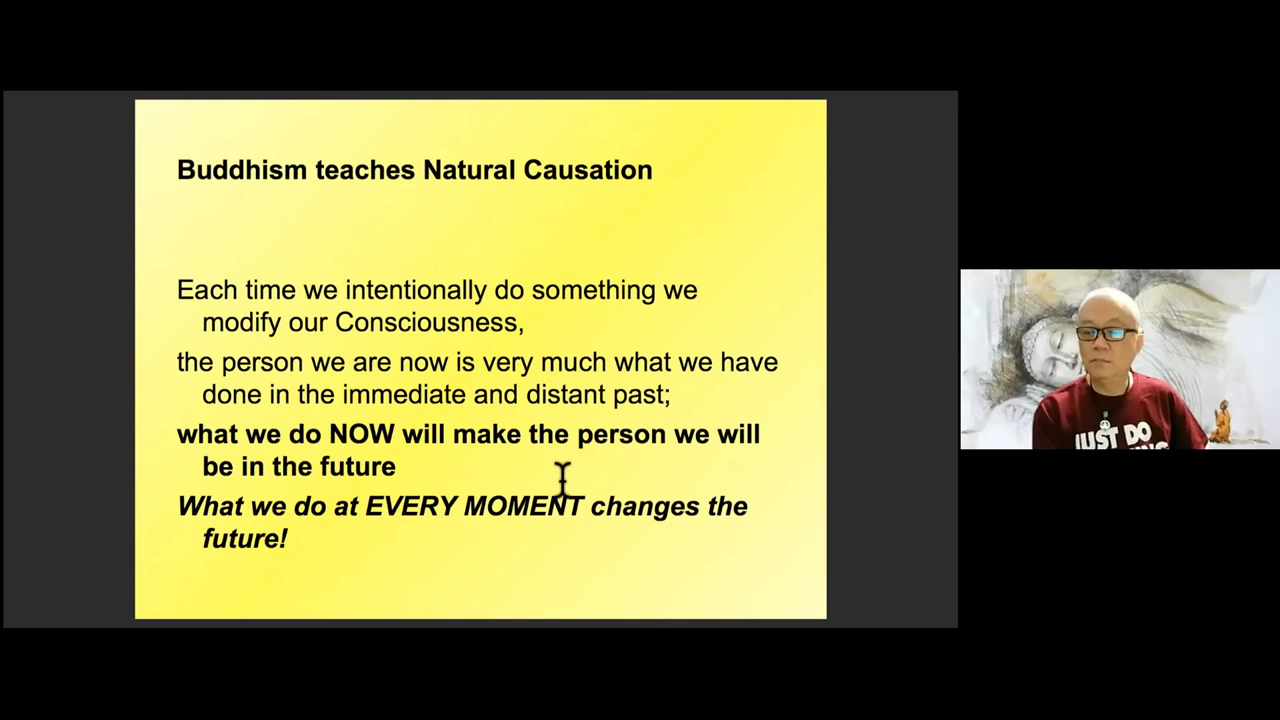 Buddhism teaches Natural Causation
Each time we intentionally do something we
modify our Consciousness,
the person we are now is very much what we have
done in the immediate and distant past;
what we do NOW will make the person we will
be in the future
What we do at EVERY MOMENT changes the
future!
JUST DO